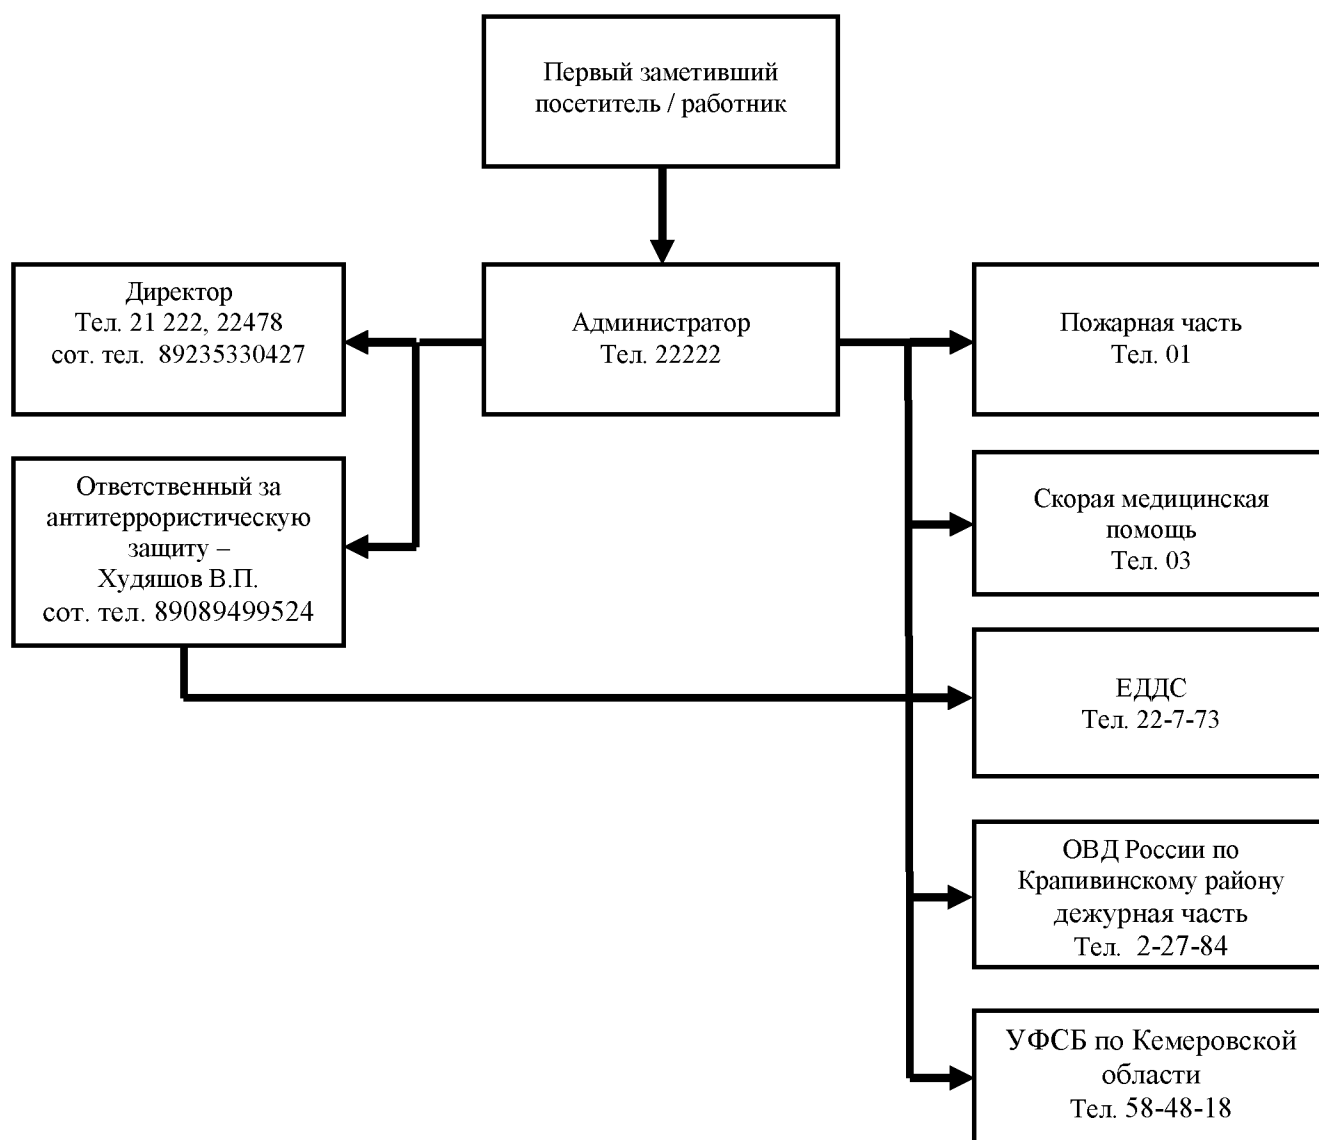 Первый заметивший
посетитель / работник
Директор
Тел. 21 222, 22478
сот. тел. 89235330427
Администратор
Тел. 22222
Пожарная часть
Тел. 01
Ответственный за
антитеррористическую
защиту –
Худяшов В.П.
сот. тел. 89089499524
Скорая медицинская
помощь
Тел. 03
ЕДДС
Тел. 22-7-73
ОВД России по
Крапивинскому району
дежурная часть
Тел. 2-27-84
УФСБ по Кемеровской
области
Тел. 58-48-18